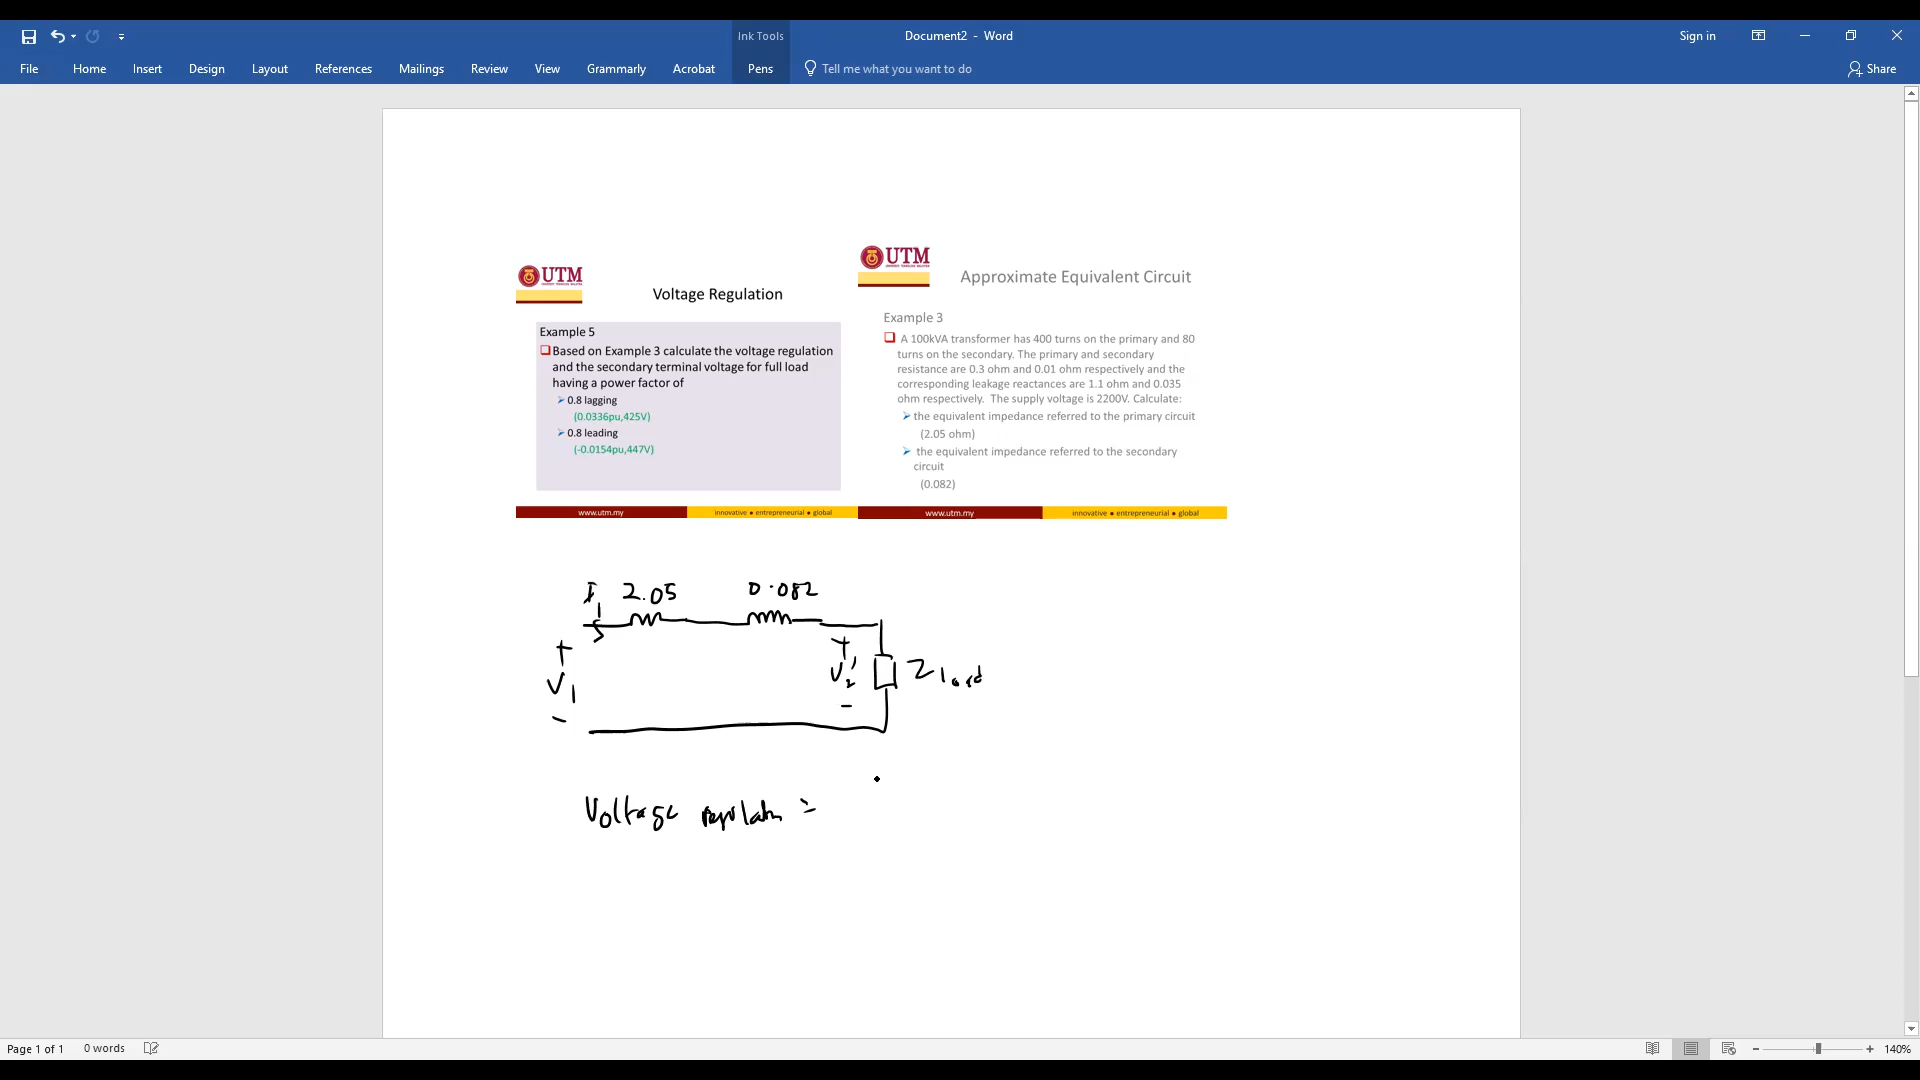 Ink Tools
Document2 - Word
Sign in
File Home Insert Design Layout References Mailings Review View Grammarly Acrobat Pens Tell me what you want to do Share
UTM
Voltage Regulation
Example 5
Based on Example 3 calculate the voltage regulation
and the secondary terminal voltage for full load
having a power factor of
0.8 lagging
(0.0336pu,425V)
0.8 leading
(-0.0154pu,447V)
www.utm.my innovative ● entrepreneurial ● global
UTM
Approximate Equivalent Circuit
Example 3
A 100kVA transformer has 400 turns on the primary and 80
turns on the secondary. The primary and secondary
resistance are 0.3 ohm and 0.01 ohm respectively and the
corresponding leakage reactances are 1.1 ohm and 0.035
ohm respectively. The supply voltage is 2200V. Calculate:
the equivalent impedance referred to the primary circuit
(2.05 ohm)
the equivalent impedance referred to the secondary
circuit
(0.082)
www.utm.my innovative ● entrepreneurial ● global
I1 2.05 0.082
+ +
V1 V2' Zload
- -
Voltage =
Page 1 of 1 0 words 140%